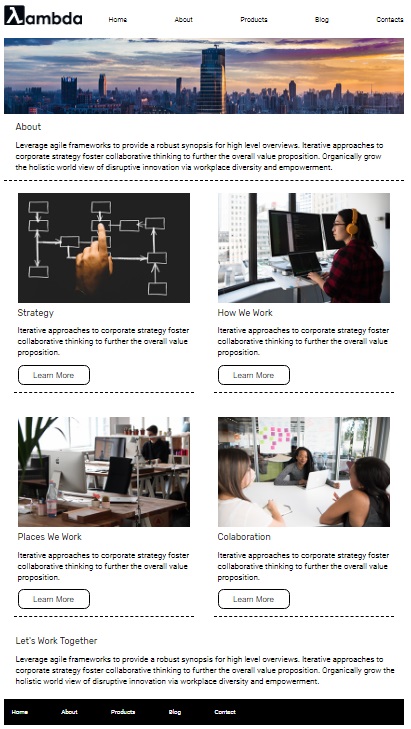 λambda
Home About Products Blog Contacts
About
Leverage agile frameworks to provide a robust synopsis for high level overviews. Iterative approaches to
corporate strategy foster collaborative thinking to further the overall value proposition. Organically grow
the holistic world view of disruptive innovation via workplace diversity and empowerment.
Strategy
Iterative approaches to corporate strategy foster
collaborative thinking to further the overall value
proposition.
Learn More
How We Work
Iterative approaches to corporate strategy foster
collaborative thinking to further the overall value
proposition.
Learn More
Places We Work
Iterative approaches to corporate strategy foster
collaborative thinking to further the overall value
proposition.
Learn More
Colaboration
Iterative approaches to corporate strategy foster
collaborative thinking to further the overall value
proposition.
Learn More
Let's Work Together
Leverage agile frameworks to provide a robust synopsis for high level overviews. Iterative approaches to
corporate strategy foster collaborative thinking to further the overall value proposition. Organically grow the
holistic world view of disruptive innovation via workplace diversity and empowerment.
Home About Products Blog Contact